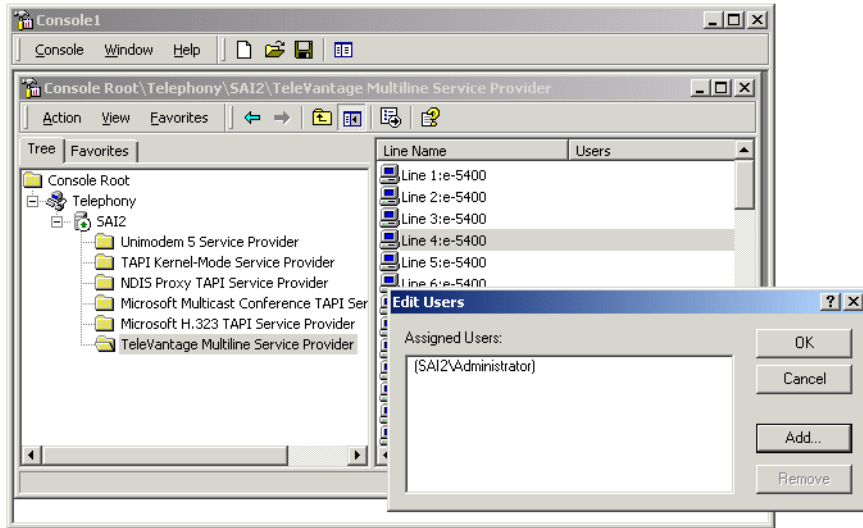 Console1
Console Window Help
Console Root\Telephony\SAI2\TeleVantage Multiline Service Provider
Action View Favorites
Tree Favorites
Console Root
Telephony
SAI2
Unimodem 5 Service Provider
TAPI Kernel-Mode Service Provider
NDIS Proxy TAPI Service Provider
Microsoft Multicast Conference TAPI Ser
Microsoft H.323 TAPI Service Provider
TeleVantage Multiline Service Provider
Line Name Users
Line 1:e-5400
Line 2:e-5400
Line 3:e-5400
Line 4:e-5400
Line 5:e-5400
Line 6:e-5400
Edit Users
Assigned Users:
(SAI2\Administrator)
OK
Cancel
Add...
Remove